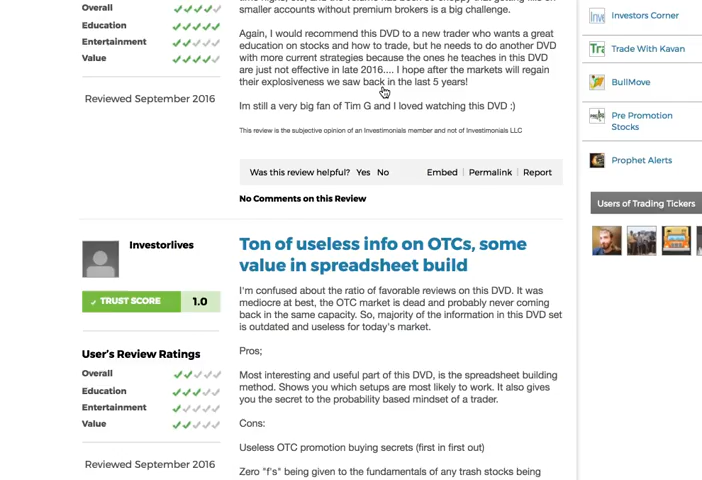 Overall
Education
Entertainment
Value
Reviewed September 2016
smaller accounts without premium brokers is a big challenge.
Again, I would recommend this DVD to a new trader who wants a great
education on stocks and how to trade, but he needs to do another DVD
with more current strategies because the ones he teaches in this DVD
are just not effective in late 2016.... I hope after the markets will regain
their explosiveness we saw back in the last 5 years!
Im still a very big fan of Tim G and I loved watching this DVD :)
This review is the subjective opinion of an Investimonials member and not of Investimonials LLC
Was this review helpful? Yes No
Embed | Permalink | Report
No Comments on this Review
Investorlives
✓ TRUST SCORE 1.0
User's Review Ratings
Overall
Education
Entertainment
Value
Reviewed September 2016
Ton of useless info on OTCs, some
value in spreadsheet build
I'm confused about the ratio of favorable reviews on this DVD. It was
mediocre at best, the OTC market is dead and probably never coming
back in the same capacity. So, majority of the information in this DVD set
is outdated and useless for today's market.
Pros;
Most interesting and useful part of this DVD, is the spreadsheet building
method. Shows you which setups are most likely to work. It also gives
you the secret to the probability based mindset of a trader.
Cons:
Useless OTC promotion buying secrets (first in first out)
Zero "f's" being given to the fundamentals of any trash stocks being
Investors Corner
Trade With Kavan
BullMove
Pre Promotion
Stocks
Prophet Alerts
Users of Trading Tickers